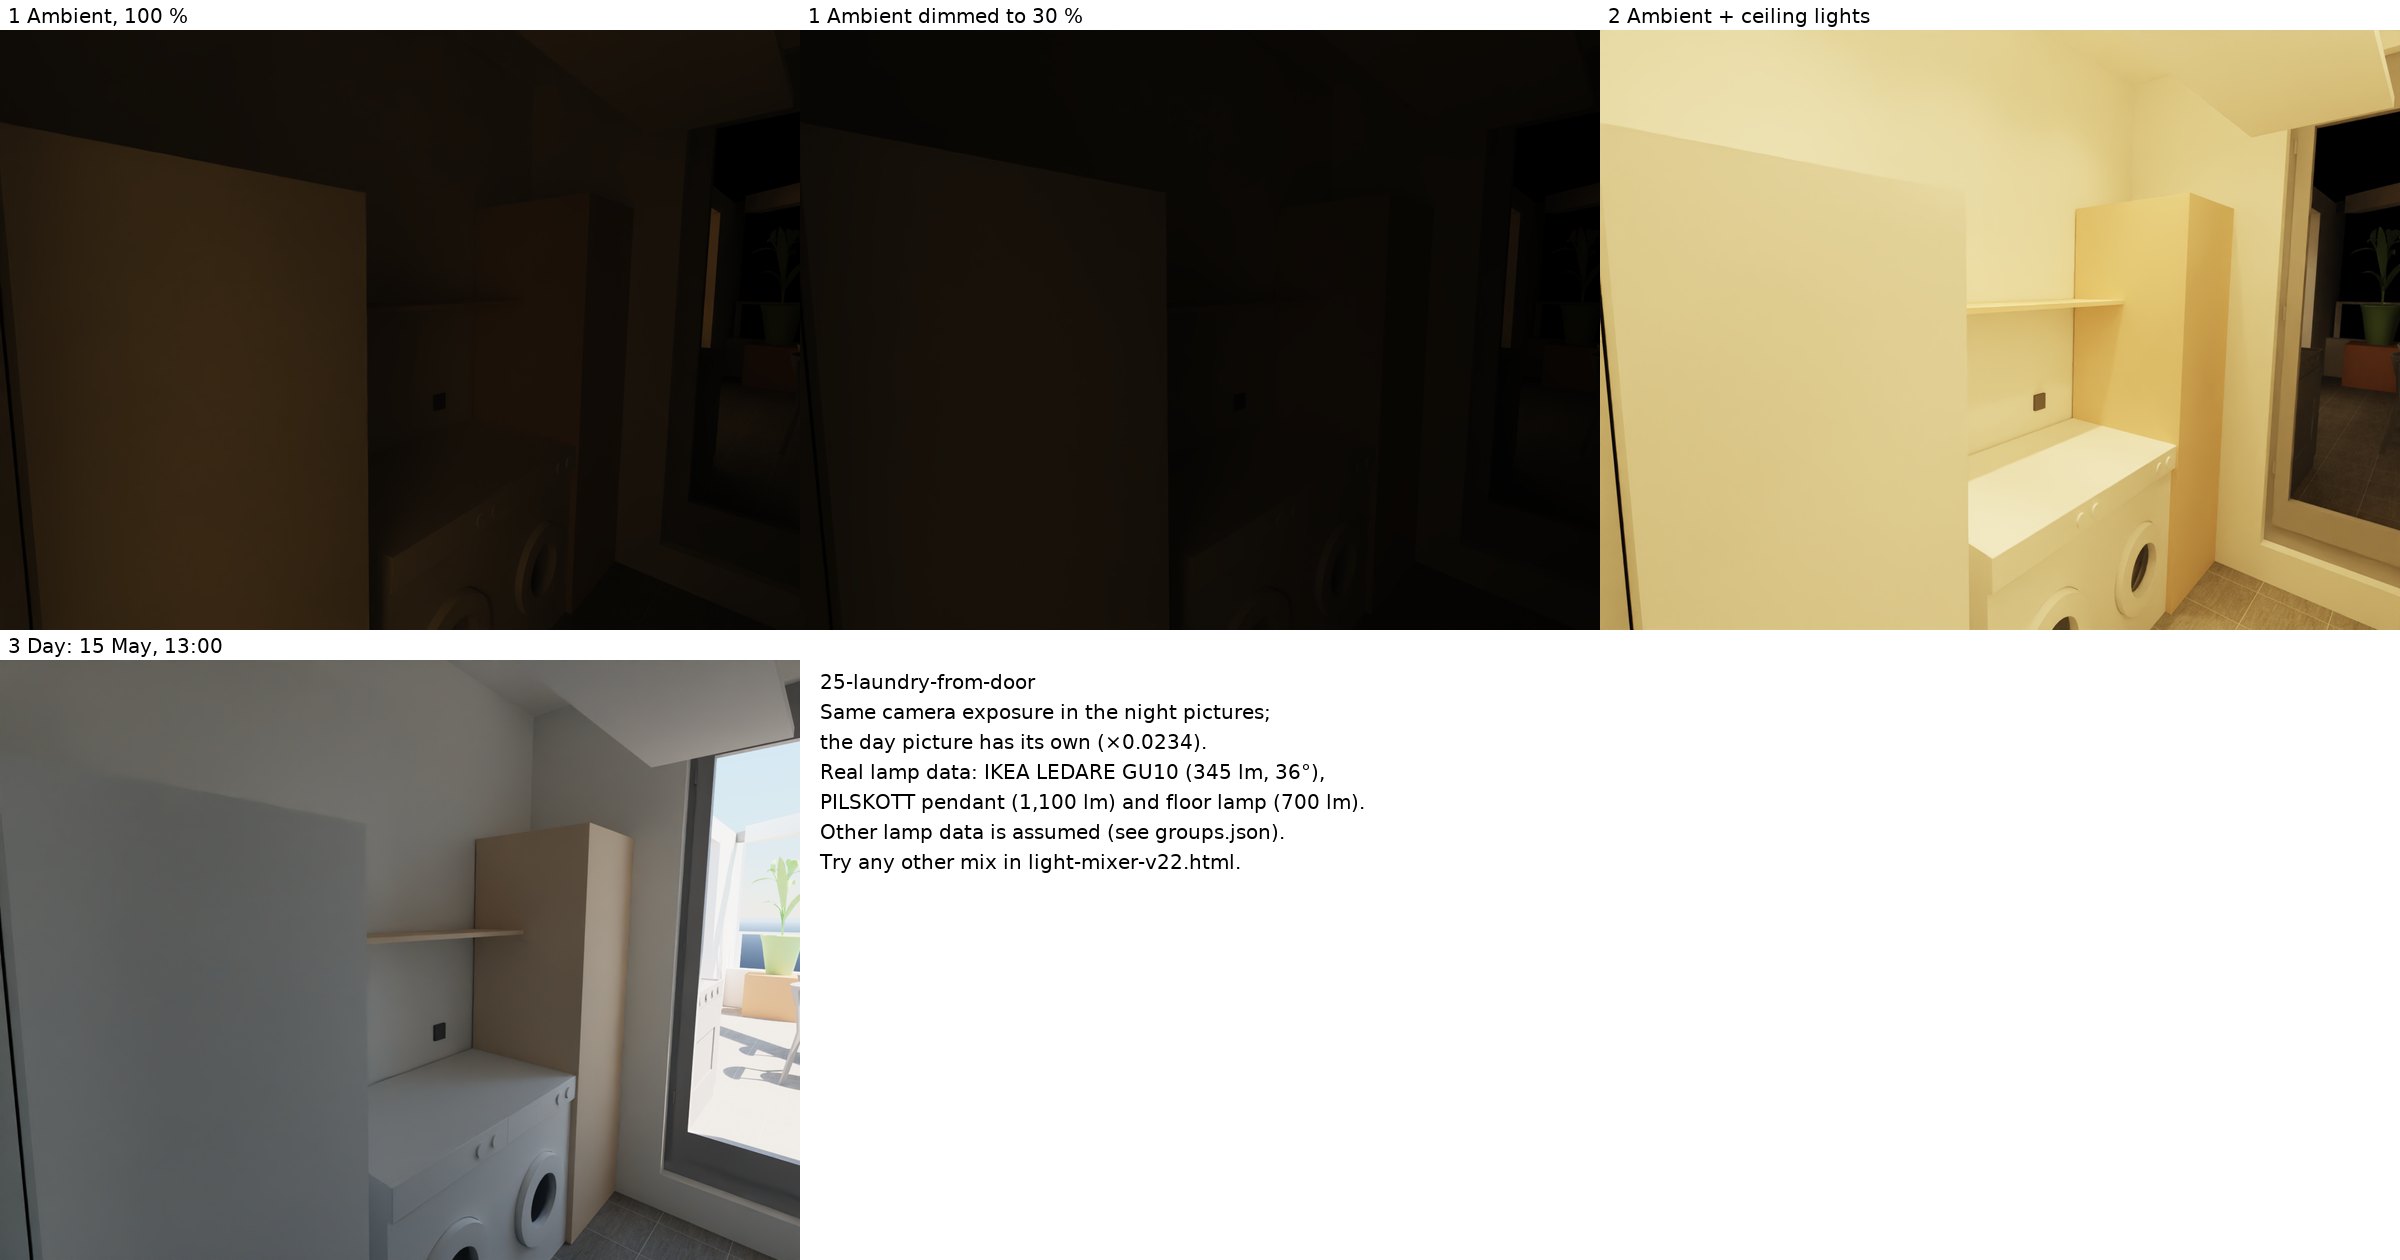 1 Ambient, 100 %
1 Ambient dimmed to 30 %
2 Ambient + ceiling lights
3 Day: 15 May, 13:00
25-laundry-from-door
Same camera exposure in the night pictures;
the day picture has its own (×0.0234).
Real lamp data: IKEA LEDARE GU10 (345 lm, 36°),
PILSKOTT pendant (1,100 lm) and floor lamp (700 lm).
Other lamp data is assumed (see groups.json).
Try any other mix in light-mixer-v22.html.